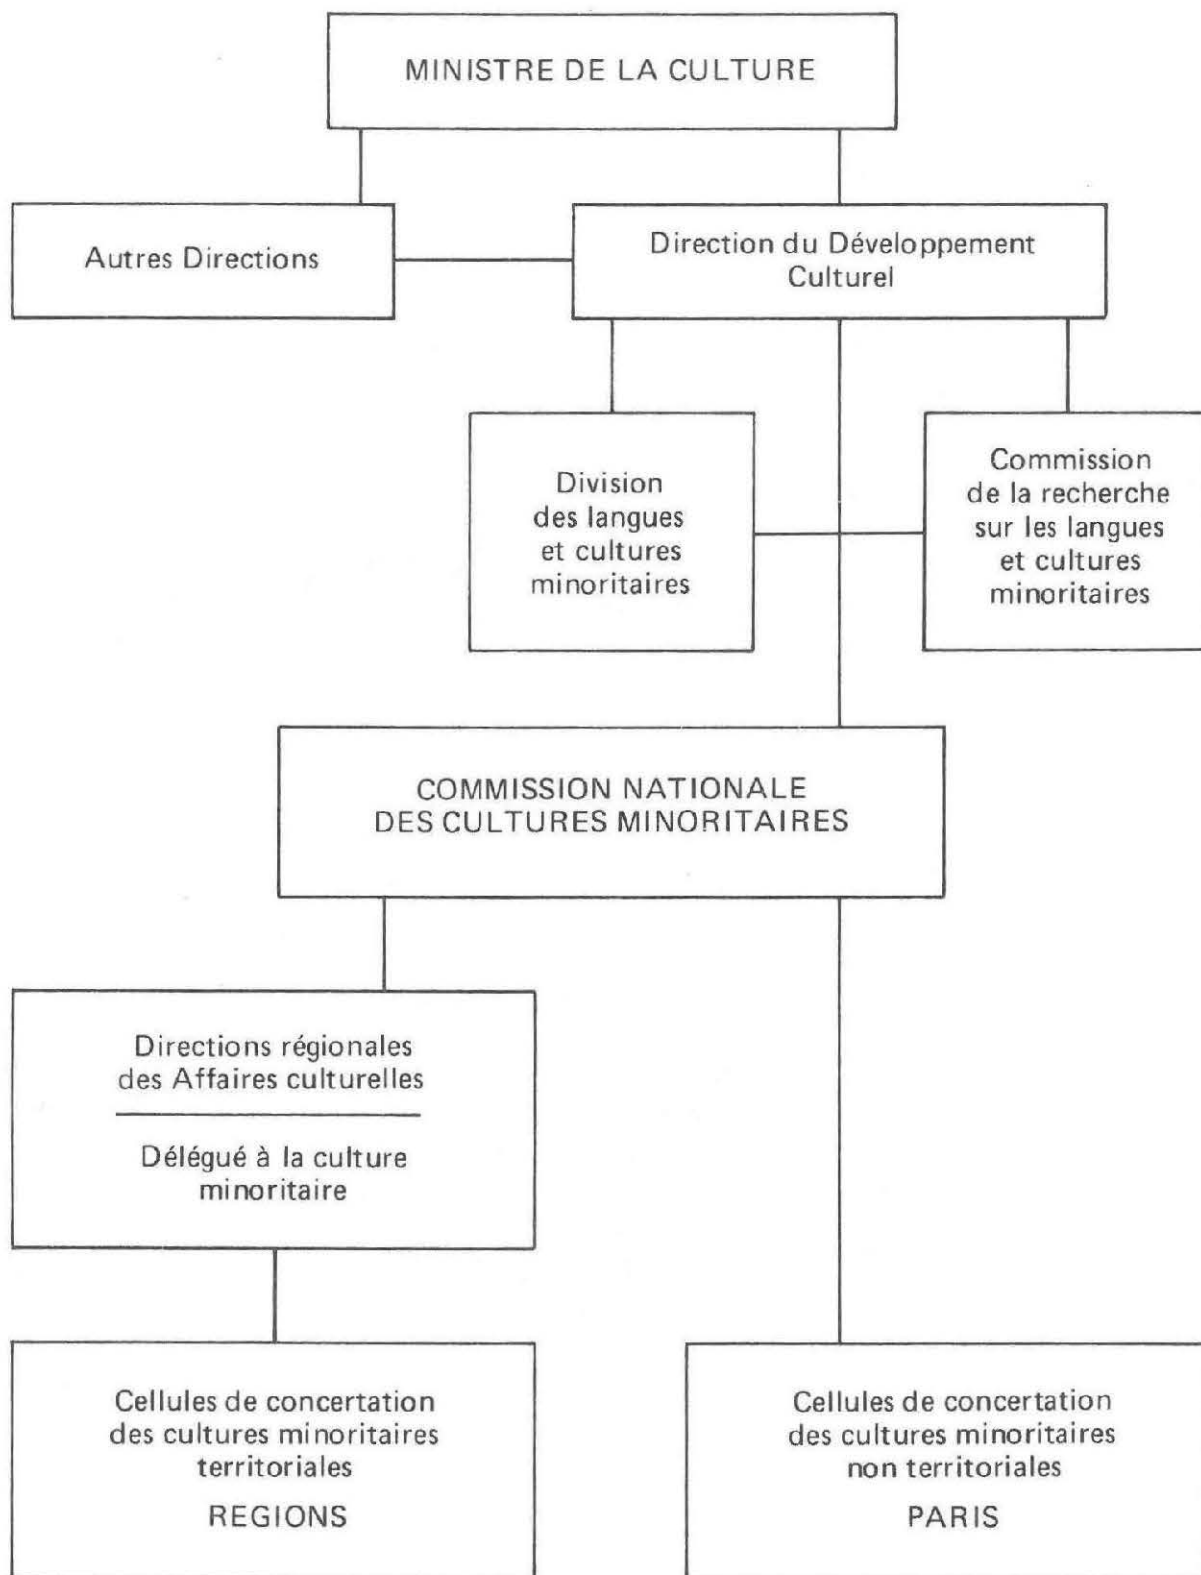 MINISTRE DE LA CULTURE
Autres Directions
Direction du Développement
Culturel
Division
des langues
et cultures
minoritaires
Commission
de la recherche
sur les langues
et cultures
minoritaires
COMMISSION NATIONALE
DES CULTURES MINORITAIRES
Directions régionales
des Affaires culturelles
Délégué à la culture
minoritaire
Cellules de concertation
des cultures minoritaires
territoriales
REGIONS
Cellules de concertation
des cultures minoritaires
non territoriales
PARIS